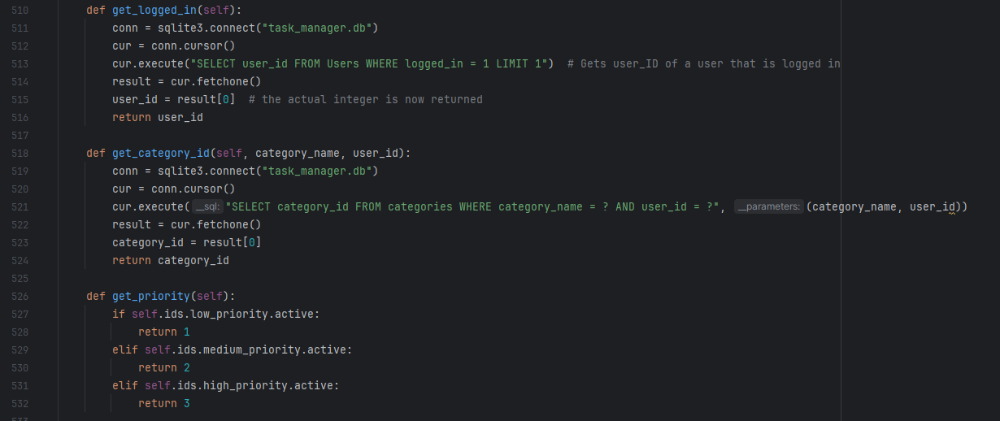 510 def get_logged_in(self):
511 conn = sqlite3.connect("task_manager.db")
512 cur = conn.cursor()
513 cur.execute("SELECT user_id FROM Users WHERE logged_in = 1 LIMIT 1")  # Gets user_ID of a user that is logged in
514 result = cur.fetchone()
515 user_id = result[0]  # the actual integer is now returned
516 return user_id
517
518 def get_category_id(self, category_name, user_id):
519 conn = sqlite3.connect("task_manager.db")
520 cur = conn.cursor()
521 cur.execute(__sql: "SELECT category_id FROM categories WHERE category_name = ? AND user_id = ?", __parameters: (category_name, user_id))
522 result = cur.fetchone()
523 category_id = result[0]
524 return category_id
525
526 def get_priority(self):
527 if self.ids.low_priority.active:
528 return 1
529 elif self.ids.medium_priority.active:
530 return 2
531 elif self.ids.high_priority.active:
532 return 3
533